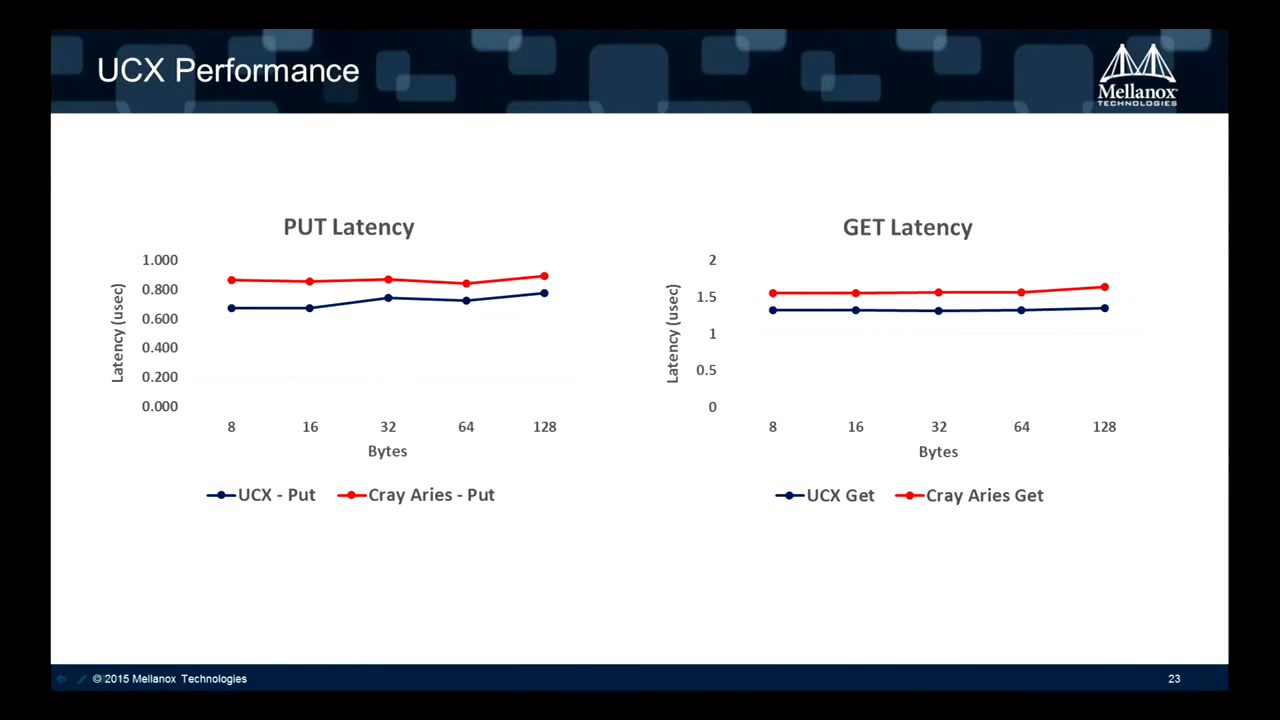 UCX Performance
Mellanox
TECHNOLOGIES
PUT Latency
1.000
0.800
0.600
0.400
0.200
0.000
Latency (usec)
8 16 32 64 128
Bytes
UCX - Put Cray Aries - Put
GET Latency
2
1.5
1
0.5
0
Latency (usec)
8 16 32 64 128
Bytes
UCX Get Cray Aries Get
© 2015 Mellanox Technologies
23